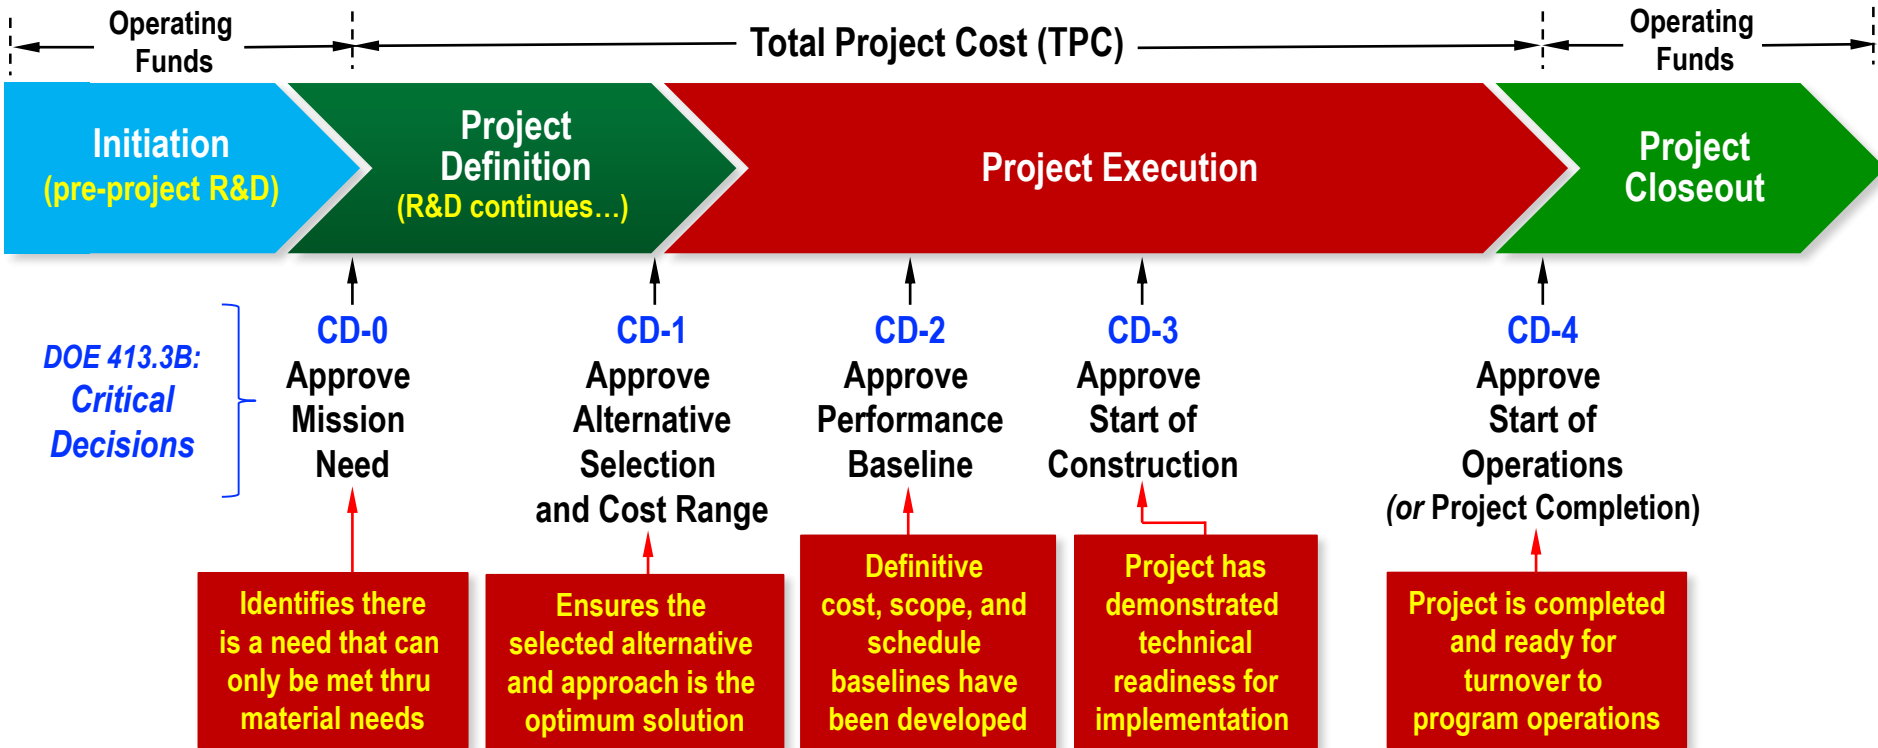 Operating
Funds
Total Project Cost (TPC)
Operating
Funds
Initiation
(pre-project R&D)
Project
Definition
(R&D continues…)
Project Execution
Project
Closeout
DOE 413.3B:
Critical
Decisions
CD-0
Approve
Mission
Need
CD-1
Approve
Alternative
Selection
and Cost Range
CD-2
Approve
Performance
Baseline
CD-3
Approve
Start of
Construction
CD-4
Approve
Start of
Operations
(or Project Completion)
Identifies there
is a need that can
only be met thru
material needs
Ensures the
selected alternative
and approach is the
optimum solution
Definitive
cost, scope, and
schedule
baselines have
been developed
Project has
demonstrated
technical
readiness for
implementation
Project is completed
and ready for
turnover to
program operations